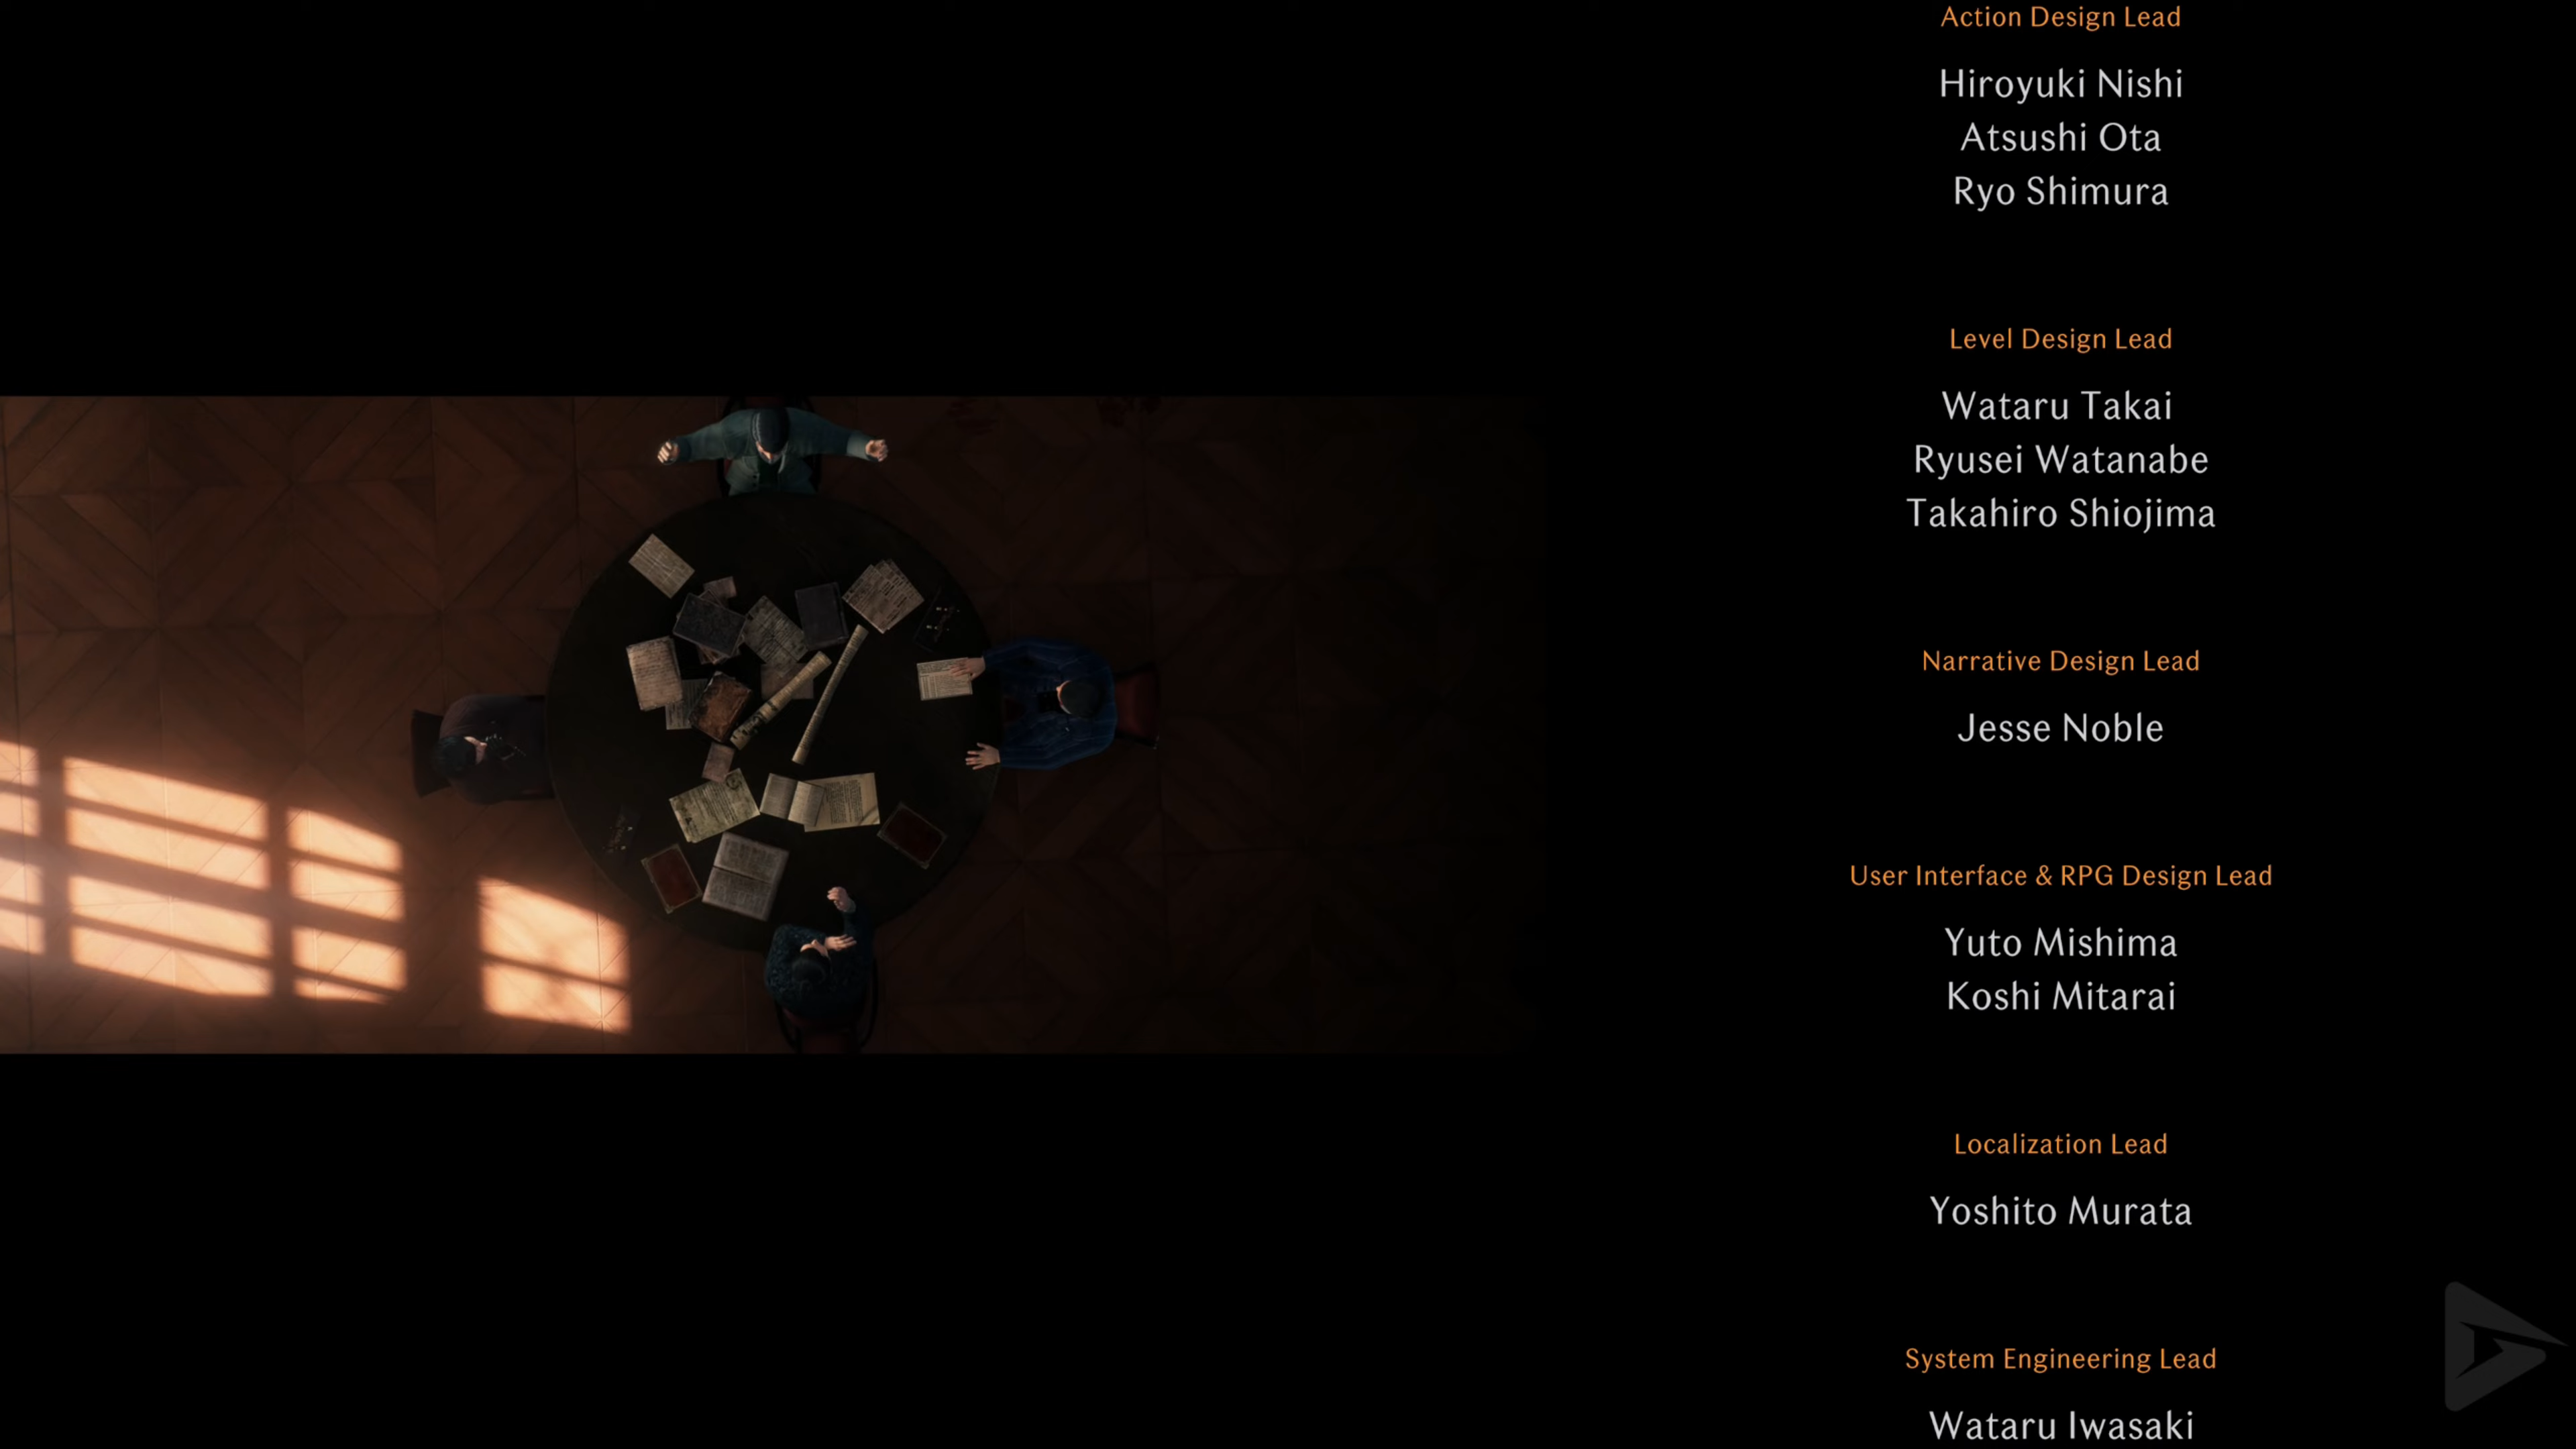 Action Design Lead
Hiroyuki Nishi
Atsushi Ota
Ryo Shimura
Level Design Lead
Wataru Takai
Ryusei Watanabe
Takahiro Shiojima
Narrative Design Lead
Jesse Noble
User Interface & RPG Design Lead
Yuto Mishima
Koshi Mitarai
Localization Lead
Yoshito Murata
System Engineering Lead
Wataru Iwasaki